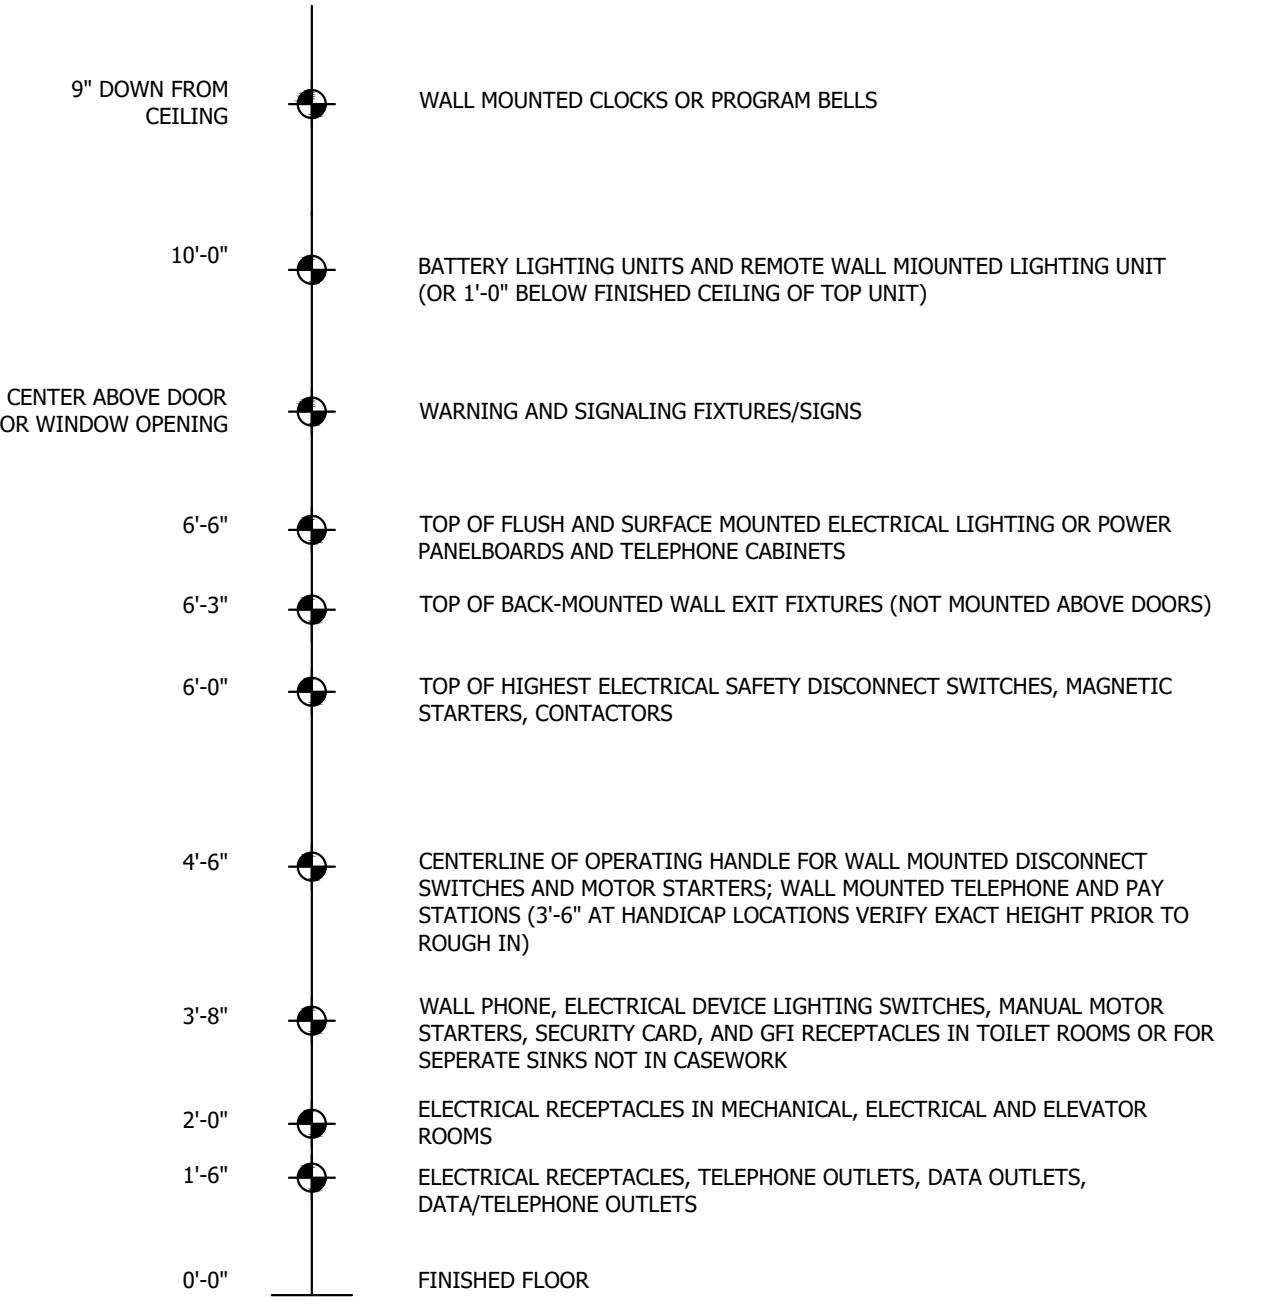 9" DOWN FROM
CEILING
WALL MOUNTED CLOCKS OR PROGRAM BELLS
10'-0"
BATTERY LIGHTING UNITS AND REMOTE WALL MIOUNTED LIGHTING UNIT
(OR 1'-0" BELOW FINISHED CEILING OF TOP UNIT)
CENTER ABOVE DOOR
OR WINDOW OPENING
WARNING AND SIGNALING FIXTURES/SIGNS
6'-6"
TOP OF FLUSH AND SURFACE MOUNTED ELECTRICAL LIGHTING OR POWER
PANELBOARDS AND TELEPHONE CABINETS
6'-3"
TOP OF BACK-MOUNTED WALL EXIT FIXTURES (NOT MOUNTED ABOVE DOORS)
6'-0"
TOP OF HIGHEST ELECTRICAL SAFETY DISCONNECT SWITCHES, MAGNETIC
STARTERS, CONTACTORS
4'-6"
CENTERLINE OF OPERATING HANDLE FOR WALL MOUNTED DISCONNECT
SWITCHES AND MOTOR STARTERS; WALL MOUNTED TELEPHONE AND PAY
STATIONS (3'-6" AT HANDICAP LOCATIONS VERIFY EXACT HEIGHT PRIOR TO
ROUGH IN)
3'-8"
WALL PHONE, ELECTRICAL DEVICE LIGHTING SWITCHES, MANUAL MOTOR
STARTERS, SECURITY CARD, AND GFI RECEPTACLES IN TOILET ROOMS OR FOR
SEPERATE SINKS NOT IN CASEWORK
2'-0"
ELECTRICAL RECEPTACLES IN MECHANICAL, ELECTRICAL AND ELEVATOR
ROOMS
1'-6"
ELECTRICAL RECEPTACLES, TELEPHONE OUTLETS, DATA OUTLETS,
DATA/TELEPHONE OUTLETS
0'-0"
FINISHED FLOOR